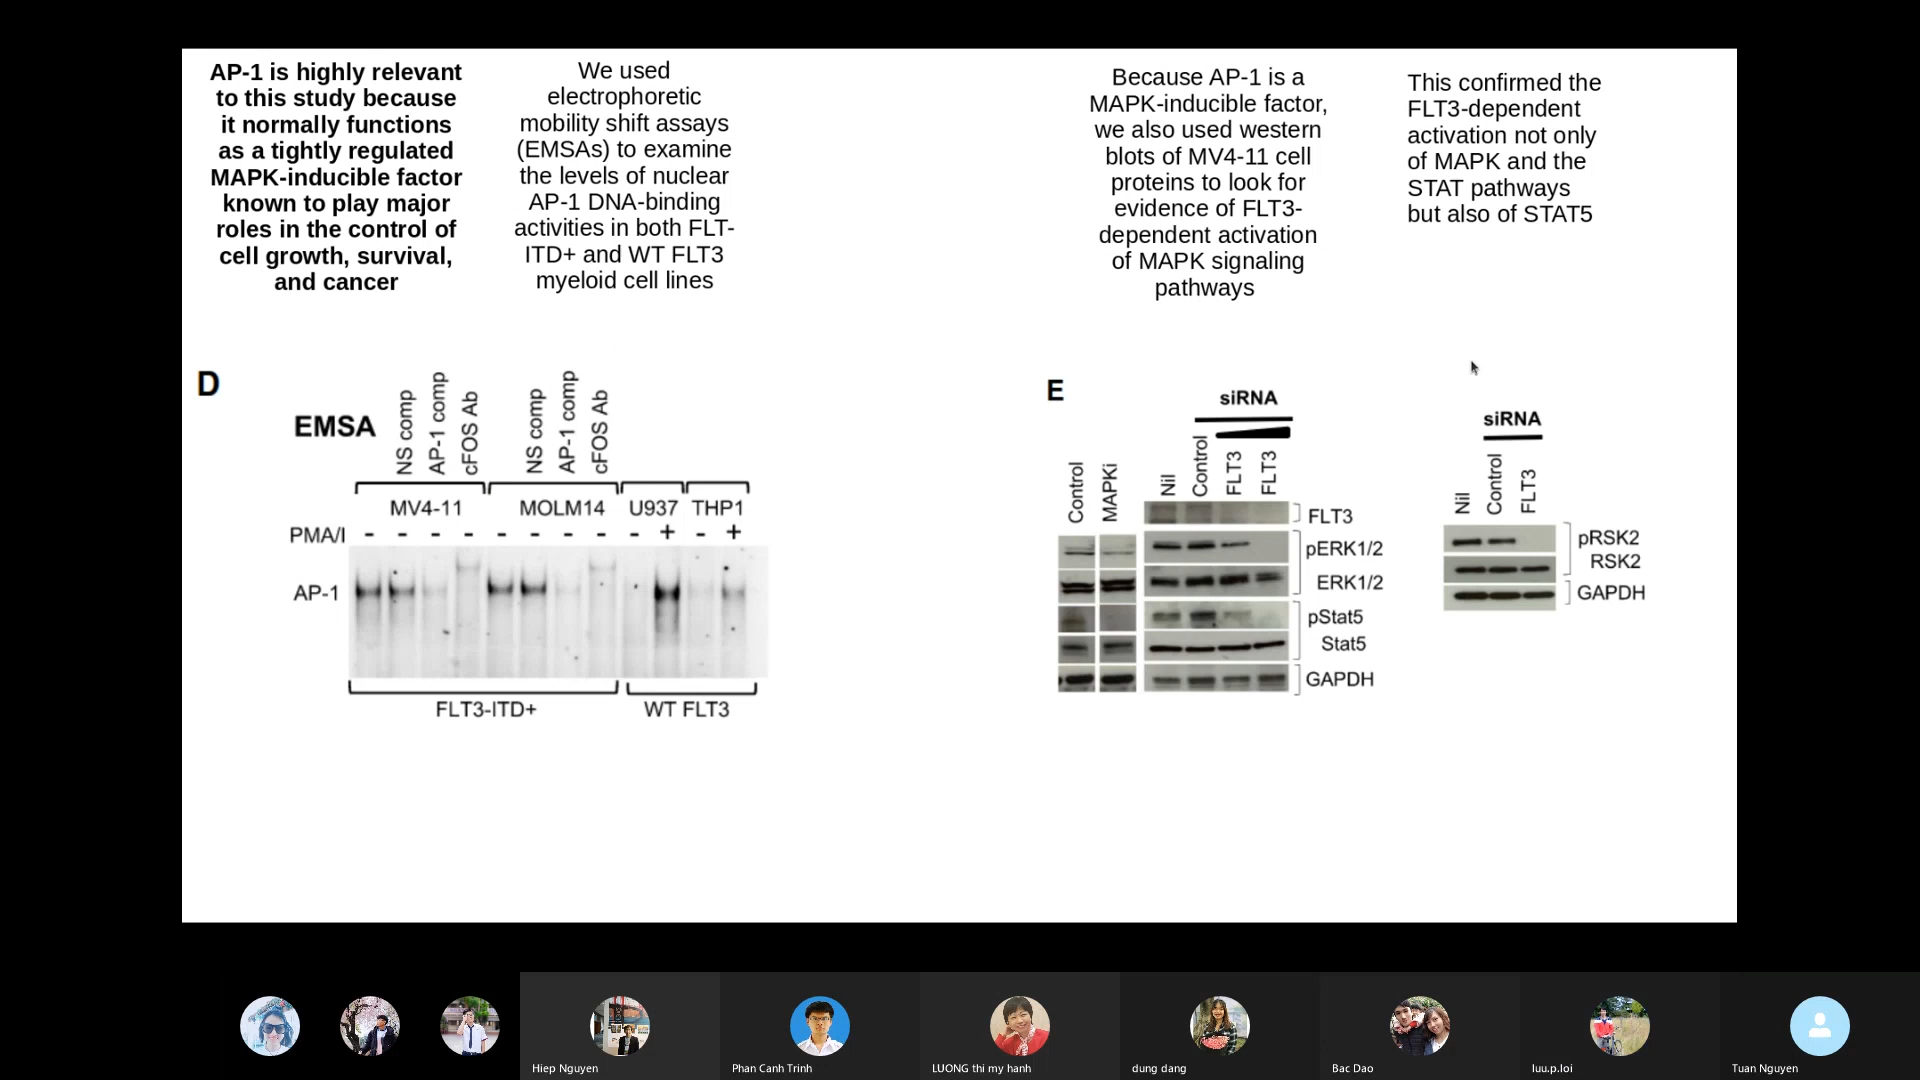 AP-1 is highly relevant
to this study because
it normally functions
as a tightly regulated
MAPK-inducible factor
known to play major
roles in the control of
cell growth, survival,
and cancer
We used
electrophoretic
mobility shift assays
(EMSAs) to examine
the levels of nuclear
AP-1 DNA-binding
activities in both FLT-
ITD+ and WT FLT3
myeloid cell lines
Because AP-1 is a
MAPK-inducible factor,
we also used western
blots of MV4-11 cell
proteins to look for
evidence of FLT3-
dependent activation
of MAPK signaling
pathways
This confirmed the
FLT3-dependent
activation not only
of MAPK and the
STAT pathways
but also of STAT5
D
EMSA
NS comp
AP-1 comp
cFOS Ab
NS comp
AP-1 comp
cFOS Ab
MV4-11 MOLM14 U937 THP1
PMA/I - - - - - - - - - + - +
AP-1
FLT3-ITD+ WT FLT3
E
siRNA
Control
MAPKi
Nil
Control
FLT3
FLT3
FLT3
pERK1/2
ERK1/2
pStat5
Stat5
GAPDH
siRNA
Nil
Control
FLT3
pRSK2
RSK2
GAPDH
Hiep Nguyen
Phan Canh Trinh
LUONG thi my hanh
dung dang
Bac Dao
luu.p.loi
Tuan Nguyen